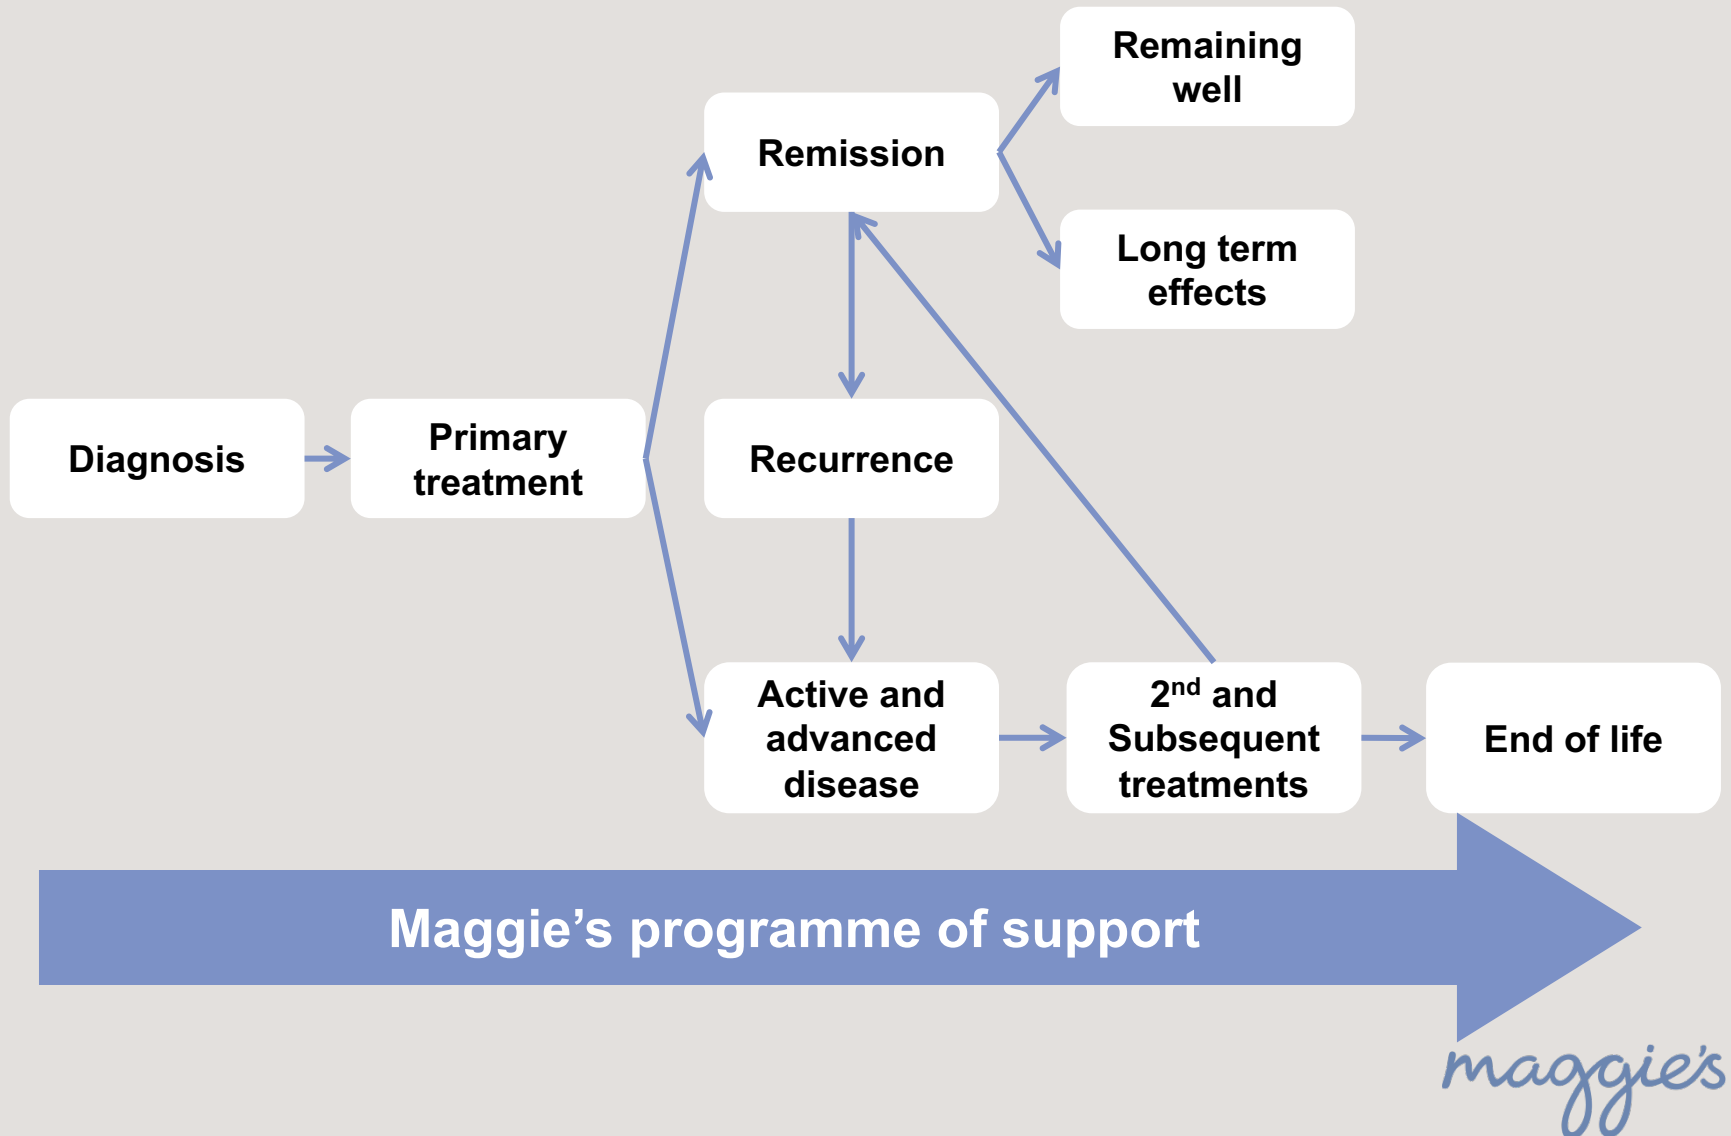 Remaining
well
Remission
Long term
effects
Diagnosis
Primary
treatment
Recurrence
Active and
advanced
disease
2nd and
Subsequent
treatments
End of life
Maggie’s programme of support
maggie's